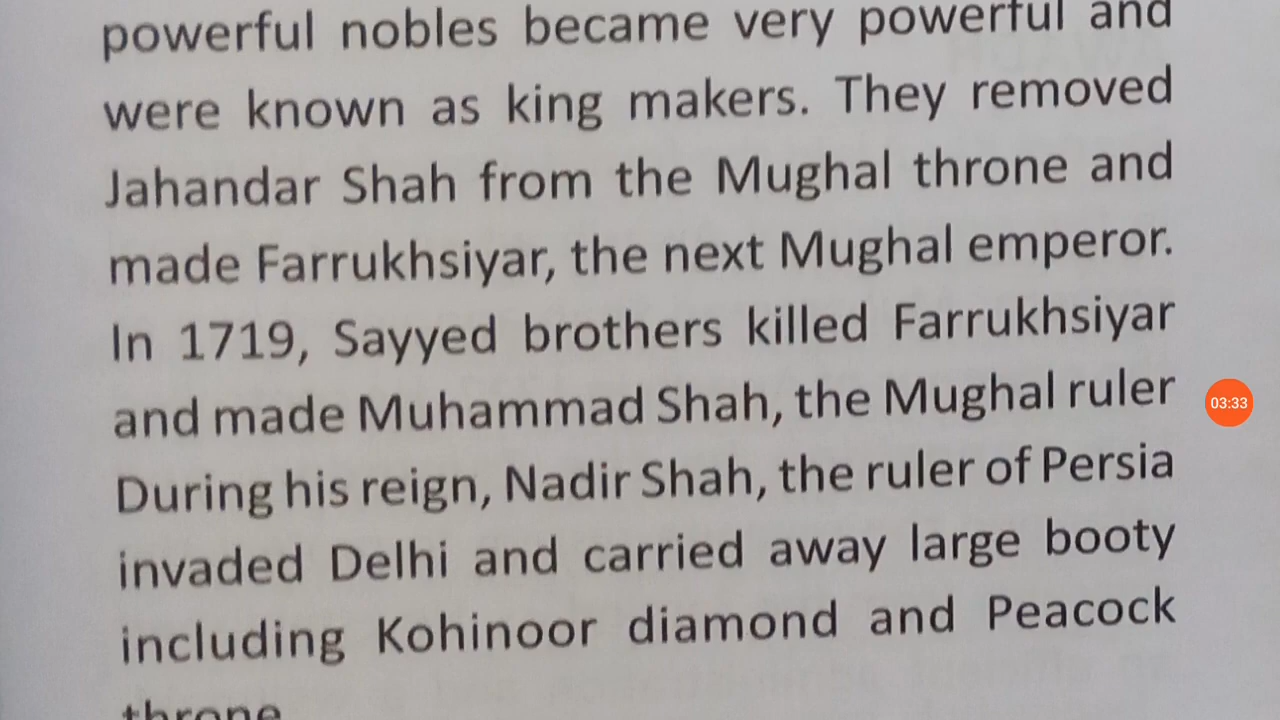 powerful nobles became very powerful and
were known as king makers. They removed
Jahandar Shah from the Mughal throne and
made Farrukhsiyar, the next Mughal emperor.
In 1719, Sayyed brothers killed Farrukhsiyar
and made Muhammad Shah, the Mughal ruler
During his reign, Nadir Shah, the ruler of Persia
invaded Delhi and carried away large booty
including Kohinoor diamond and Peacock
throne
03:33